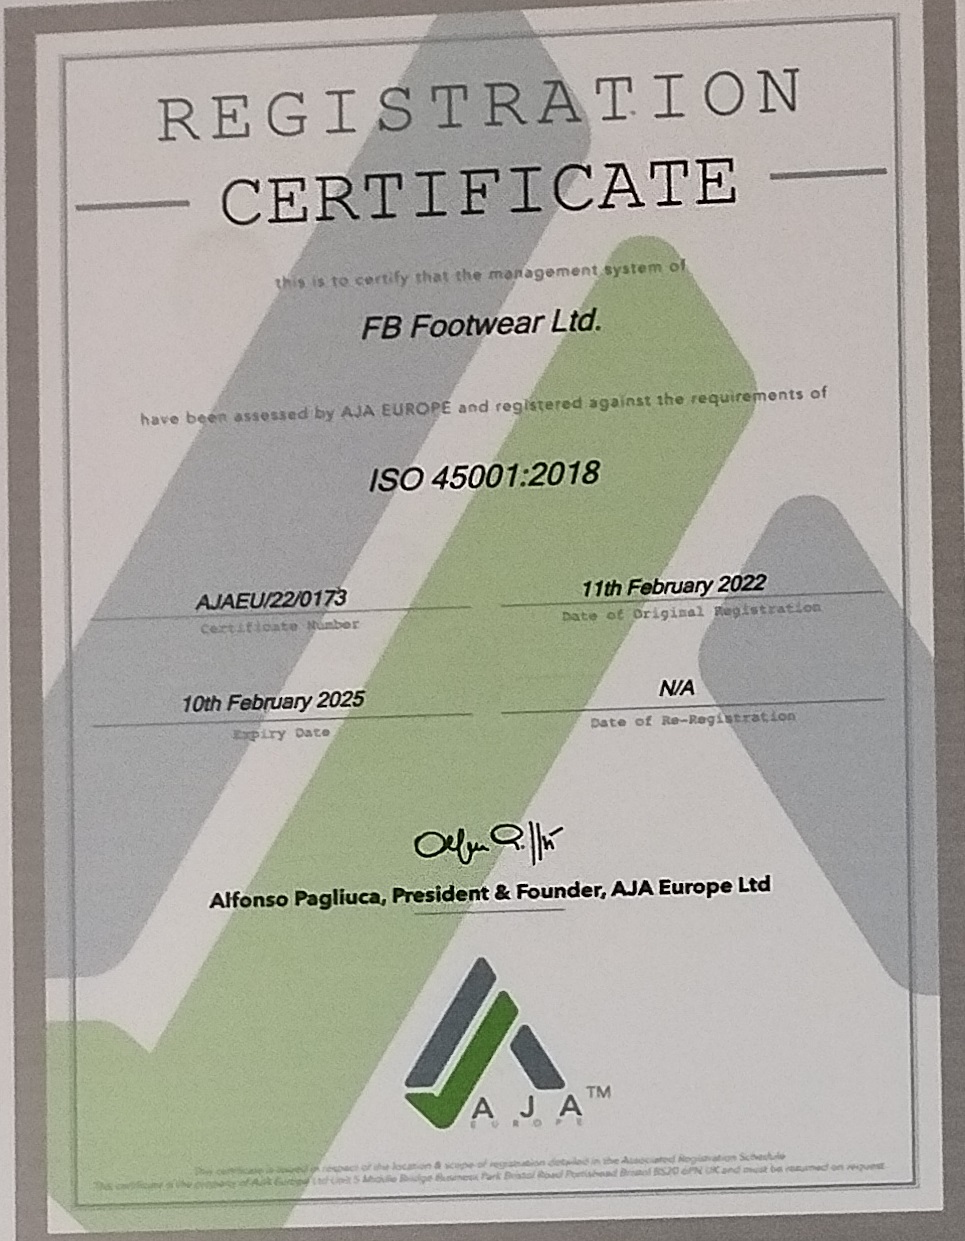 REGISTRATION
CERTIFICATE
this is to certify that the management system of
FB Footwear Ltd.
have been assessed by AJA EUROPE and registered against the requirements of
ISO 45001:2018
AJAEU/22/0173
Certificate Number
11th February 2022
Date of Original Registration
10th February 2025
Expiry Date
N/A
Date of Re-Registration
Alfonso Pagliuca, President & Founder, AJA Europe Ltd
A J A TM
E U R O P E
This certificate is issued in respect of the location & scope of registration detailed in the Associated Registration Schedule
This certificate is the property of AJA Europe Ltd Unit 5 Middle Bridge Business Park Bristol Road Portishead Bristol BS20 6PN UK and must be returned on request